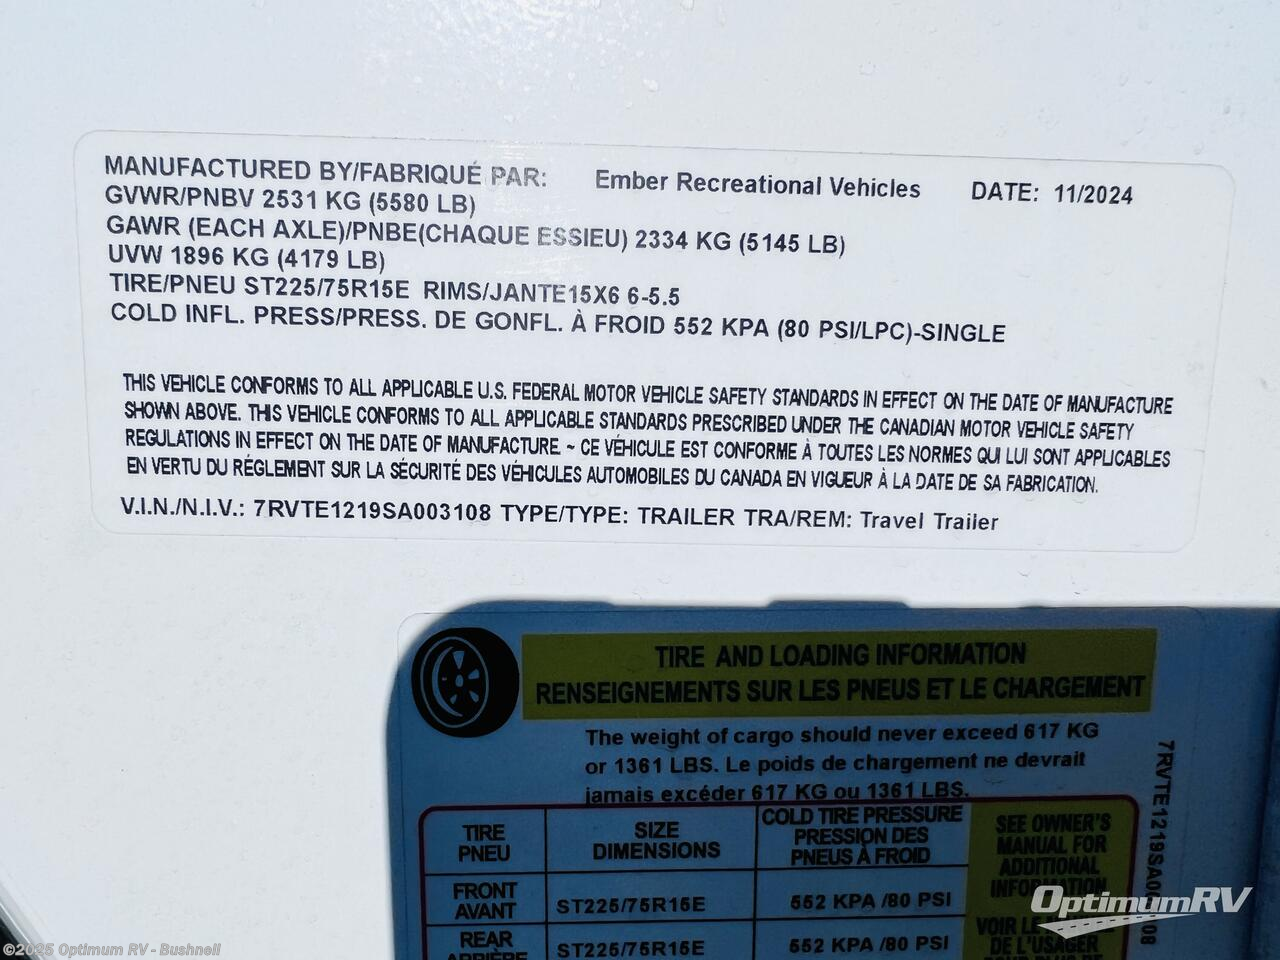 MANUFACTURED BY/FABRIQUÉ PAR: Ember Recreational Vehicles DATE: 11/2024
GVWR/PNBV 2531 KG (5580 LB)
GAWR (EACH AXLE)/PNBE(CHAQUE ESSIEU) 2334 KG (5145 LB)
UVW 1896 KG (4179 LB)
TIRE/PNEU ST225/75R15E RIMS/JANTE15X6 6-5.5
COLD INFL. PRESS/PRESS. DE GONFL. À FROID 552 KPA (80 PSI/LPC)-SINGLE
THIS VEHICLE CONFORMS TO ALL APPLICABLE U.S. FEDERAL MOTOR VEHICLE SAFETY STANDARDS IN EFFECT ON THE DATE OF MANUFACTURE
SHOWN ABOVE. THIS VEHICLE CONFORMS TO ALL APPLICABLE STANDARDS PRESCRIBED UNDER THE CANADIAN MOTOR VEHICLE SAFETY
REGULATIONS IN EFFECT ON THE DATE OF MANUFACTURE. ~ CE VÉHICULE EST CONFORME À TOUTES LES NORMES QUI LUI SONT APPLICABLES
EN VERTU DU RÉGLEMENT SUR LA SÉCURITÉ DES VÉHICULES AUTOMOBILES DU CANADA EN VIGUEUR À LA DATE DE SA FABRICATION.
V.I.N./N.I.V.: 7RVTE1219SA003108 TYPE/TYPE: TRAILER TRA/REM: Travel Trailer
TIRE AND LOADING INFORMATION
RENSEIGNEMENTS SUR LES PNEUS ET LE CHARGEMENT
The weight of cargo should never exceed 617 KG
or 1361 LBS. Le poids de chargement ne devrait
jamais excéder 617 KG ou 1361 LBS.
TIRE
PNEU
SIZE
DIMENSIONS
COLD TIRE PRESSURE
PRESSION DES
PNEUS À FROID
SEE OWNER'S
MANUAL FOR
ADDITIONAL
INFORMATION
FRONT
AVANT
ST225/75R15E
552 KPA /80 PSI
VOIR LE
DE L'USAGER
REAR
ARRIÈRE
ST225/75R15E
552 KPA /80 PSI
7RVTE1219SA0 08
OptimumRV
©2025 Optimum RV - Bushnell